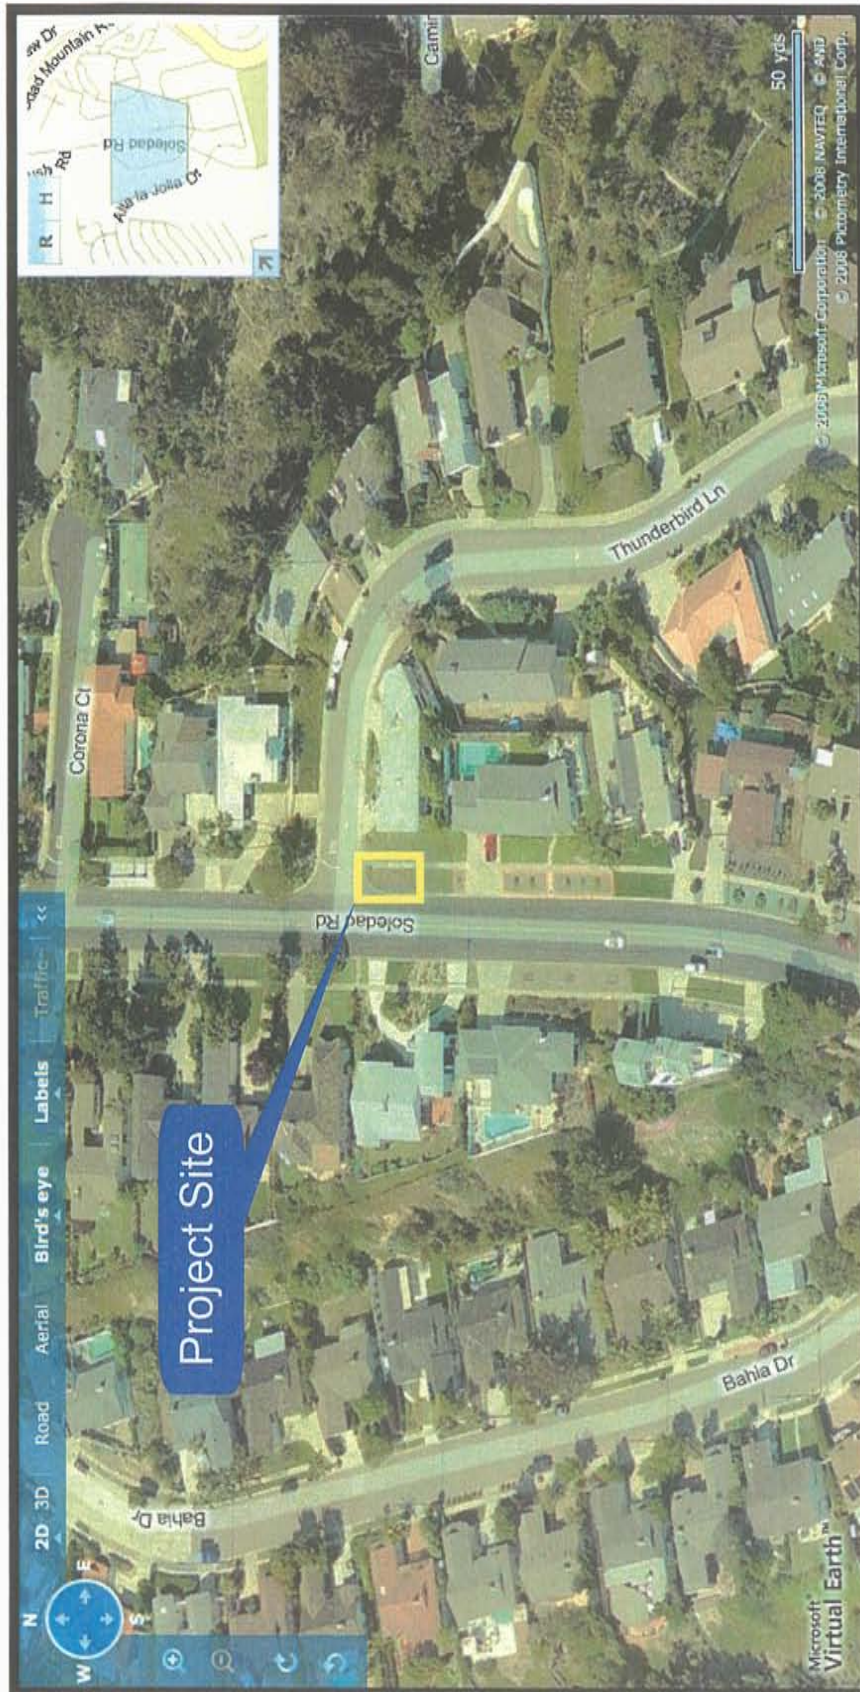 N
W
E
S
2D
3D
Road
Aerial
Bird's eye
Labels
Traffic
<<
R
H
Soledad Rd
Alta la Jolla Ct
Rd
Project Site
Corona Ct
Soledad Rd
Thunderbird Ln
Bahia Dr
Bahia Dr
50 yds
© 2008 Microsoft Corporation © 2008 NAVTEQ © AND
© 2008 Pictometry International Corp.
Microsoft®
Virtual Earth™